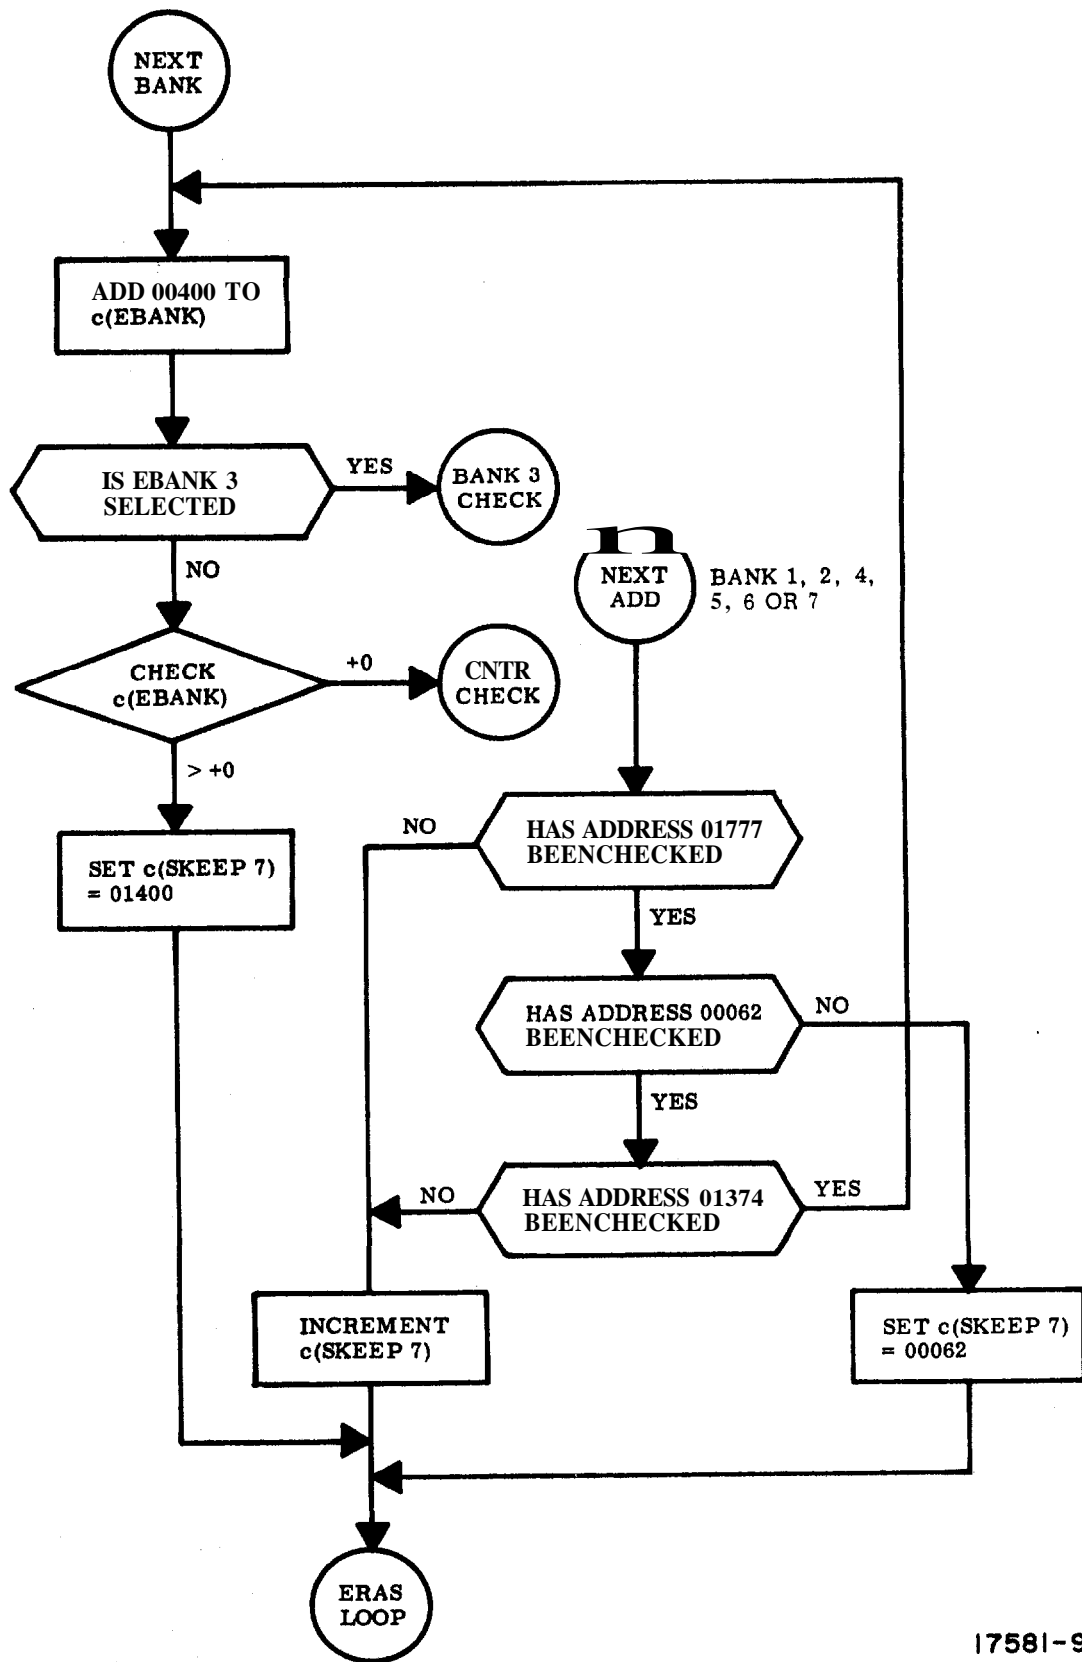 NEXT
BANK
ADD 00400 TO
c(EBANK)
IS EBANK 3
SELECTED
YES
BANK 3
CHECK
NO
CHECK
c(EBANK)
+0
CNTR
CHECK
> +0
SET c(SKEEP 7)
= 01400
n
NEXT
ADD
BANK 1, 2, 4,
5, 6 OR 7
NO
HAS ADDRESS 01777
BEENCHECKED
YES
HAS ADDRESS 00062
BEENCHECKED
NO
YES
NO
HAS ADDRESS 01374
BEENCHECKED
YES
INCREMENT
c(SKEEP 7)
SET c(SKEEP 7)
= 00062
ERAS
LOOP
17581-9